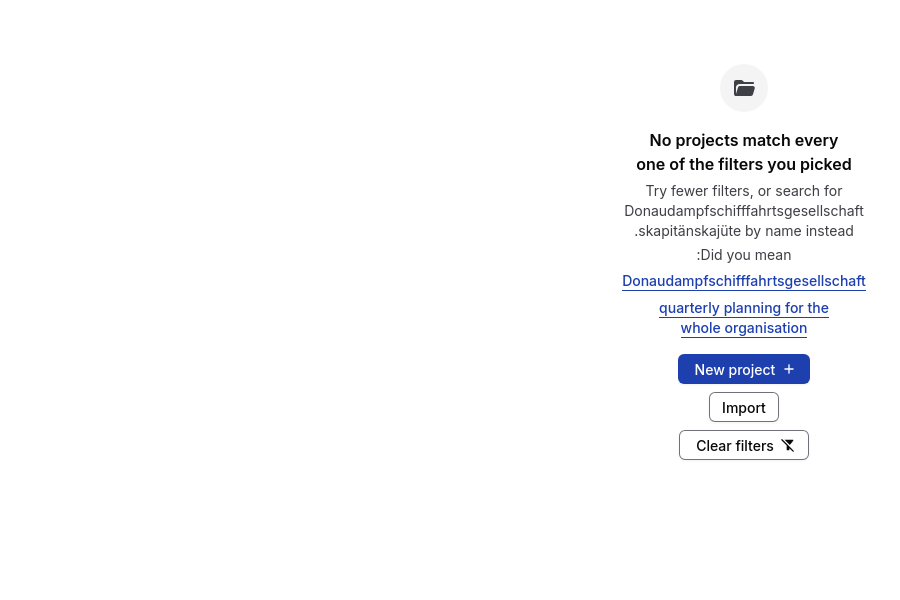 No projects match every
one of the filters you picked
Try fewer filters, or search for
Donaudampfschifffahrtsgesellschaft
.skapitänskajüte by name instead
:Did you mean
Donaudampfschifffahrtsgesellschaft
quarterly planning for the
whole organisation
New project
Import
Clear filters